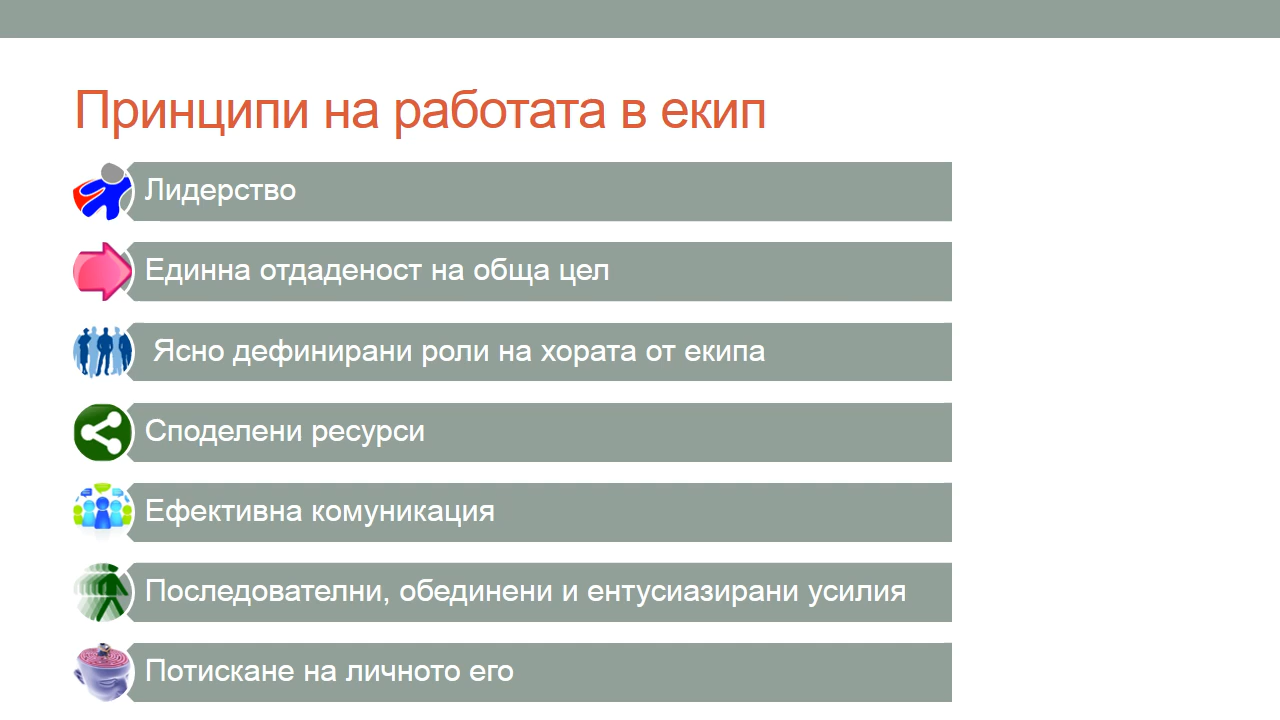 Принципи на работата в екип
Лидерство
Единна отдаденост на обща цел
Ясно дефинирани роли на хората от екипа
Споделени ресурси
Ефективна комуникация
Последователни, обединени и ентусиазирани усилия
Потискане на личното его